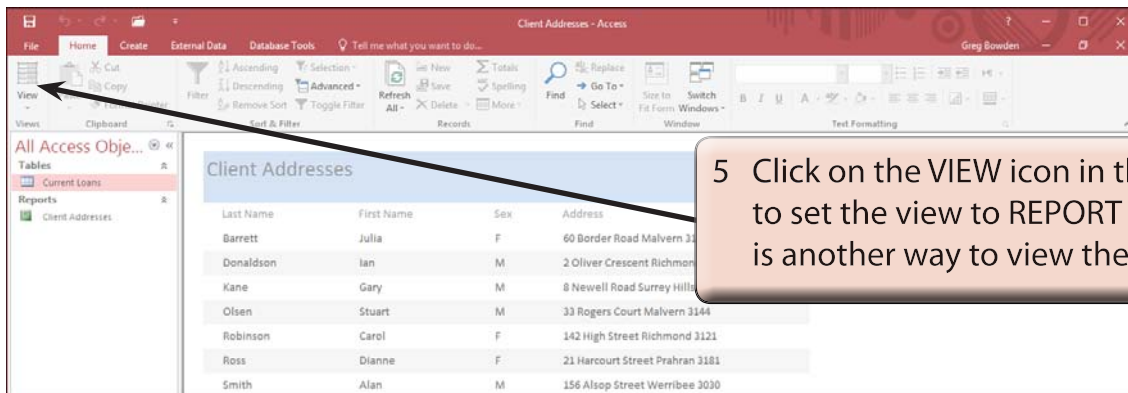 Client Addresses - Access
?
File Home Create External Data Database Tools Tell me what you want to do... Greg Bowden
View Cut Copy Format Painter
Filter Ascending Descending Remove Sort Selection Advanced Toggle Filter
Refresh All New Save Delete Totals Spelling More
Find Replace Go To Select
Size to Fit Form Switch Windows
B I U A
Views Clipboard Sort & Filter Records Find Window Text Formatting
All Access Obje...
Tables
Current Loans
Reports
Client Addresses
Client Addresses
Last Name First Name Sex Address
Barrett Julia F 60 Border Road Malvern
Donaldson Ian M 2 Oliver Crescent
Kane Gary M 8 Newell Road Surrey Hills
Olsen Stuart M 33 Rogers Court Malvern 3144
Robinson Carol F 142 High Street Richmond 3121
Ross Dianne F 21 Harcourt Street Prahran 3181
Smith Alan M 156 Alsop Street Werribee 3030
5 Click on the VIEW icon in
to set the view to REPORT
is another way to view the